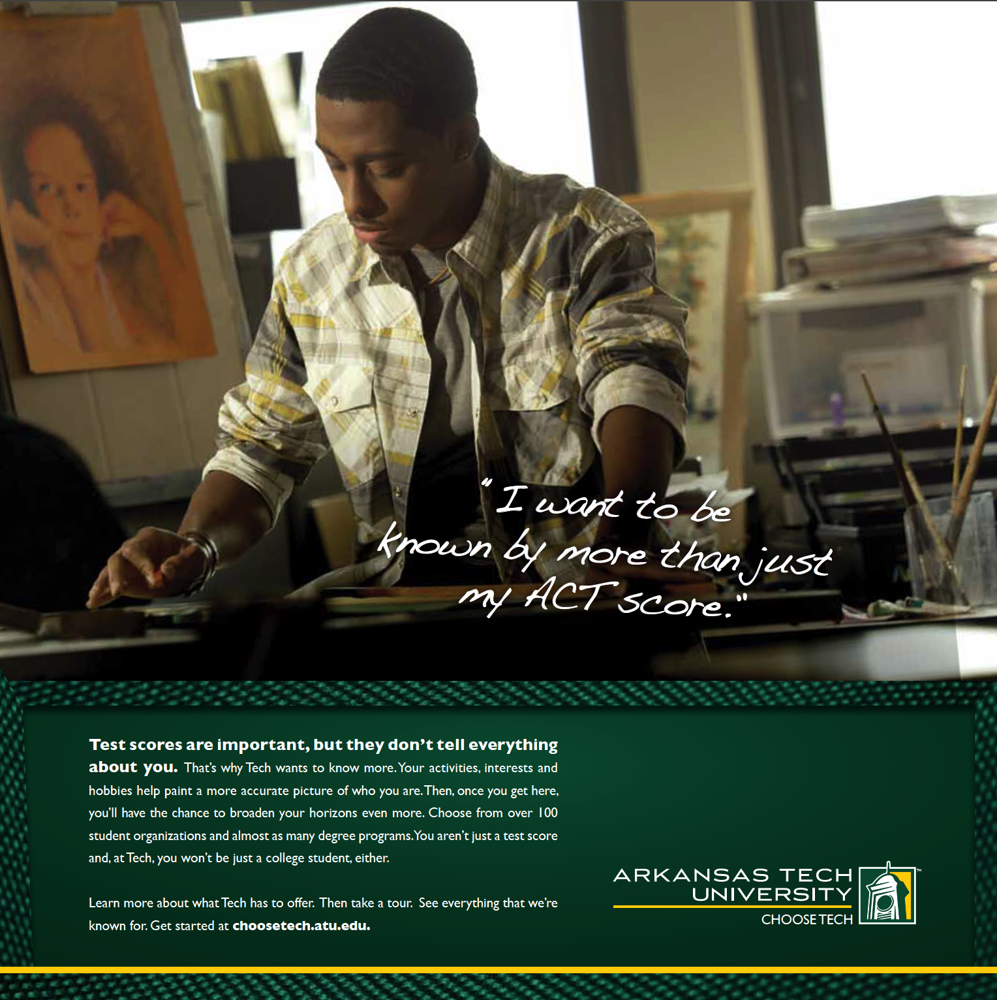 “I want to be
known by more than just
my ACT score.”
Test scores are important, but they don’t tell everything
about you. That’s why Tech wants to know more. Your activities, interests and
hobbies help paint a more accurate picture of who you are. Then, once you get here,
you’ll have the chance to broaden your horizons even more. Choose from over 100
student organizations and almost as many degree programs. You aren’t just a test score
and, at Tech, you won’t be just a college student, either.
Learn more about what Tech has to offer. Then take a tour. See everything that we’re
known for. Get started at choosetech.atu.edu.
ARKANSAS TECH
UNIVERSITY
CHOOSE TECH
™